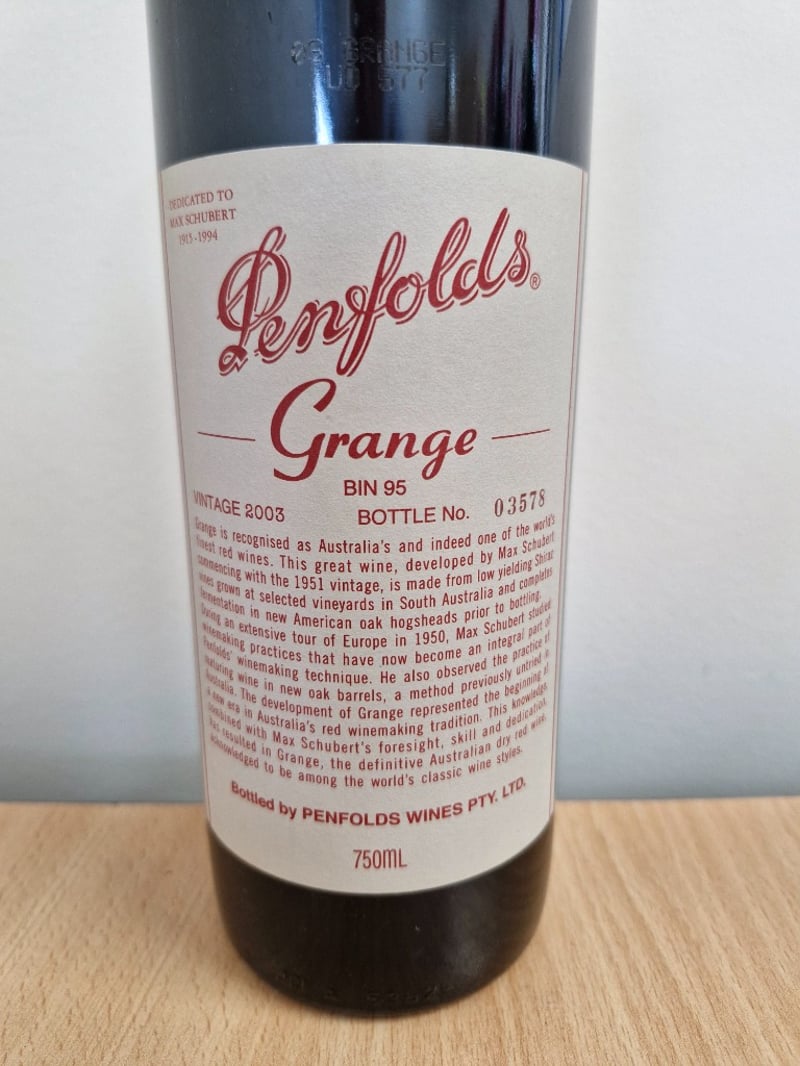 GRANGE
577
DEDICATED TO
MAX SCHUBERT
1915-1994
Penfolds®
Grange
BIN 95
VINTAGE 2003
BOTTLE No. 03578
Grange is recognised as Australia's and indeed one of the world's
finest red wines. This great wine, developed by Max Schubert
commencing with the 1951 vintage, is made from low yielding Shiraz
vines grown at selected vineyards in South Australia and completes
fermentation in new American oak hogsheads prior to bottling.
During an extensive tour of Europe in 1950, Max Schubert studied
winemaking practices that have now become an integral part of
Penfolds' winemaking technique. He also observed the practice of
maturing wine in new oak barrels, a method previously untried in
Australia. The development of Grange represented the beginning of
a new era in Australia's red winemaking tradition. This knowledge,
combined with Max Schubert's foresight, skill and dedication,
has resulted in Grange, the definitive Australian dry red wine,
acknowledged to be among the world's classic wine styles.
Bottled by PENFOLDS WINES PTY. LTD.
750ML